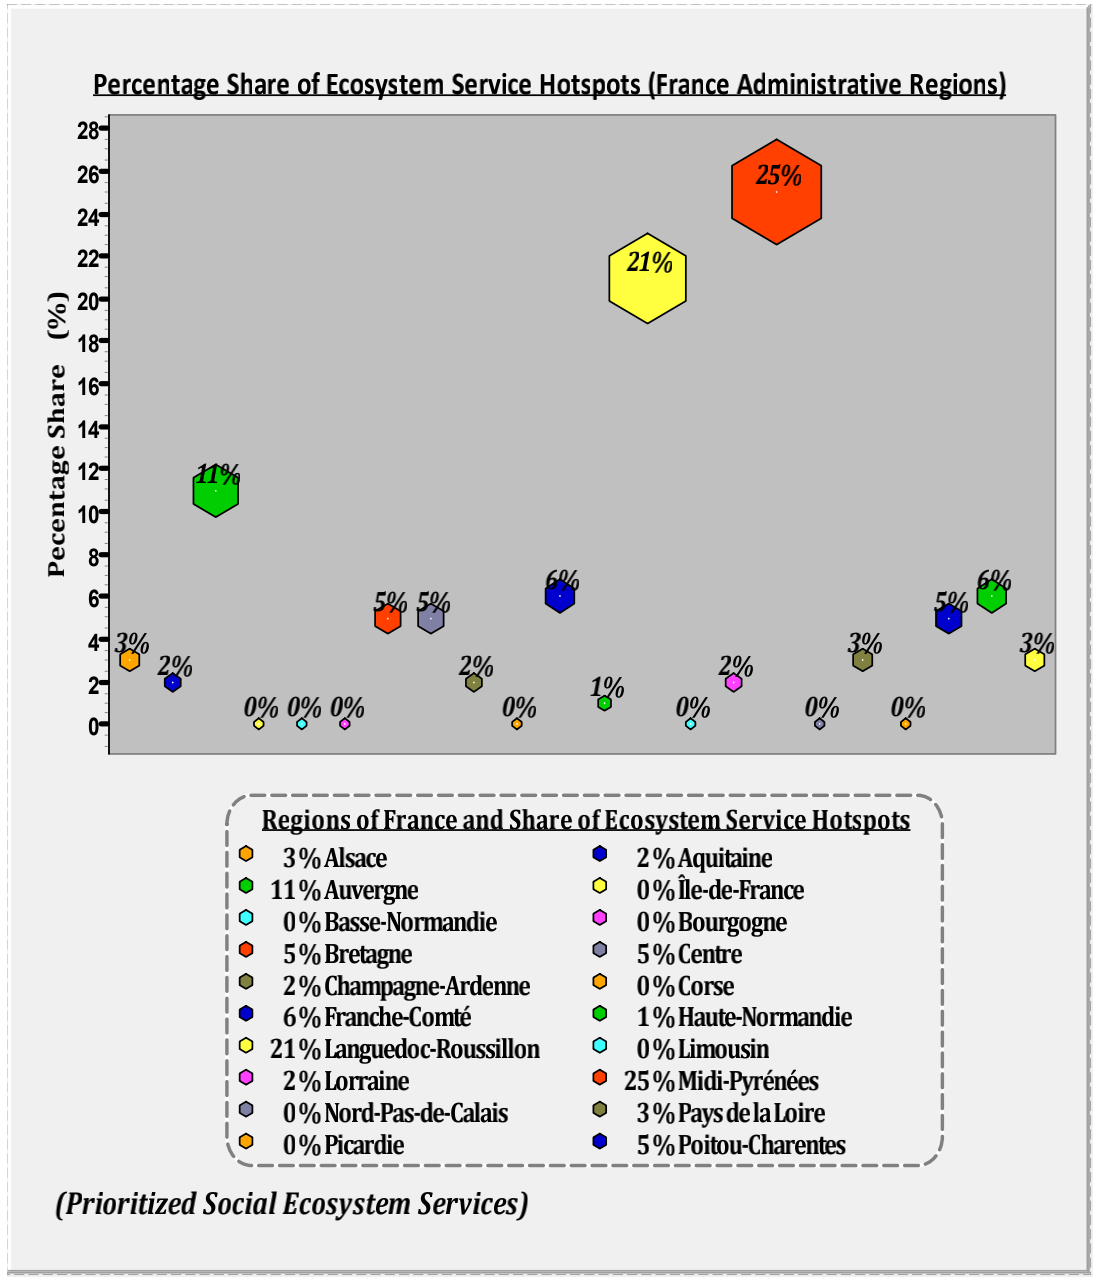 Percentage Share of Ecosystem Service Hotspots (France Administrative Regions)
28
26
24
22
20
18
16
14
12
10
8
6
4
2
0
Pecentage Share (%)
3%
2%
11%
0%
0%
0%
5%
5%
2%
0%
6%
1%
21%
0%
2%
25%
0%
3%
0%
5%
6%
3%
Regions of France and Share of Ecosystem Service Hotspots
3% Alsace
2% Aquitaine
11% Auvergne
0% Île-de-France
0% Basse-Normandie
0% Bourgogne
5% Bretagne
5% Centre
2% Champagne-Ardenne
0% Corse
6% Franche-Comté
1% Haute-Normandie
21% Languedoc-Roussillon
0% Limousin
2% Lorraine
25% Midi-Pyrénées
0% Nord-Pas-de-Calais
3% Pays de la Loire
0% Picardie
5% Poitou-Charentes
(Prioritized Social Ecosystem Services)